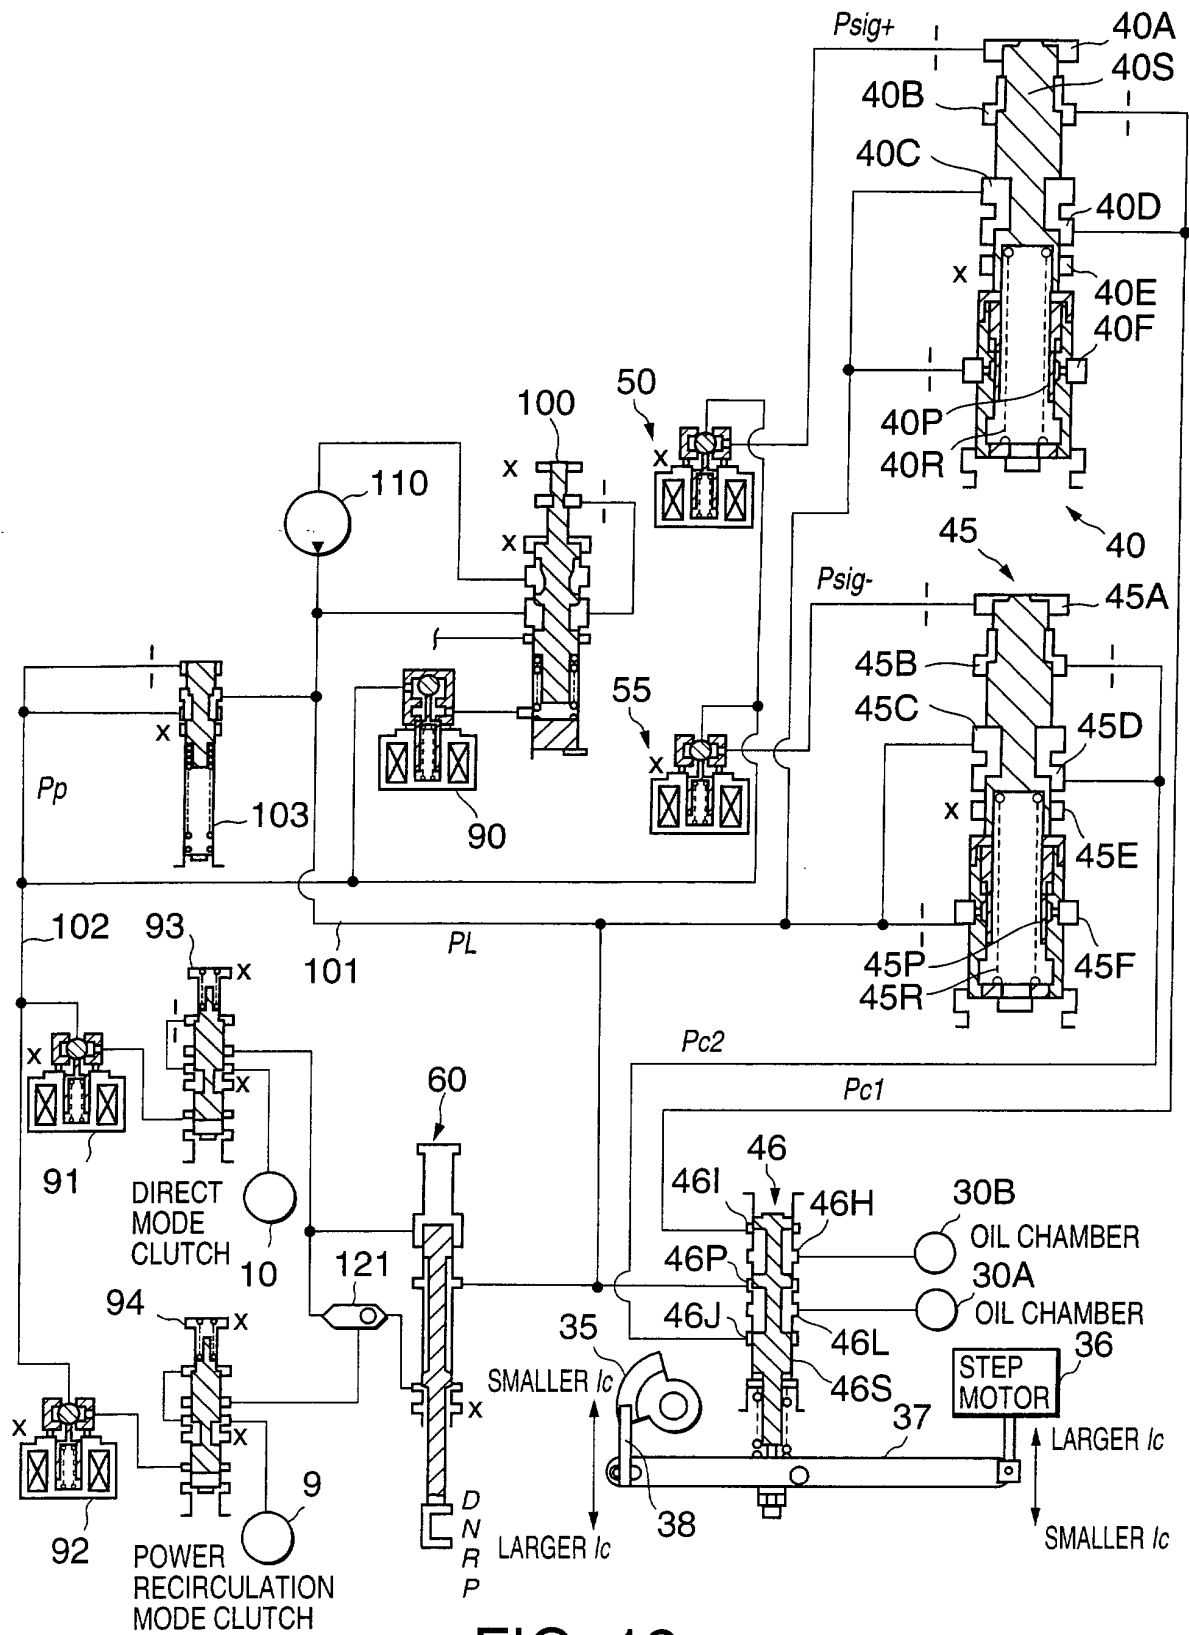 Psig+
40A
40S
40B
40C
40D
x
40E
40F
40P
40R
40
50
x
100
x
110
x
45
Psig-
45A
45B
55
45C
45D
x
x
Pp
x
103
90
45E
102
93
x
101
PL
45P
45F
45R
x
x
Pc2
Pc1
60
91
46
46I
46H
30B
OIL CHAMBER
DIRECT
MODE
CLUTCH
10
121
46P
30A
OIL CHAMBER
94
x
46J
46L
35
36
STEP
MOTOR
SMALLER Ic
46S
x
x
x
37
LARGER Ic
9
38
92
D
N
R
P
LARGER Ic
SMALLER Ic
POWER
RECIRCULATION
MODE CLUTCH